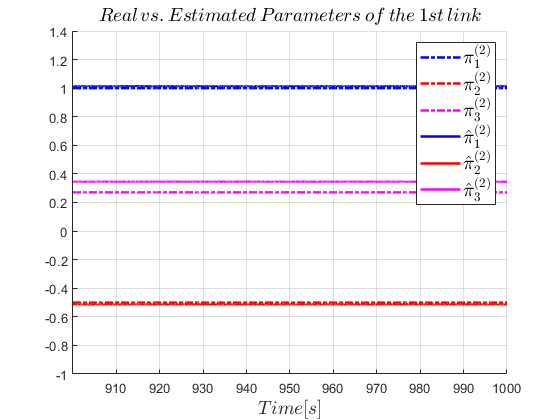 Real vs. Estimated Parameters of the 1st link
1.4
1.2
1
0.8
0.6
0.4
0.2
0
-0.2
-0.4
-0.6
-0.8
-1
π₁⁽²⁾
π₂⁽²⁾
π₃⁽²⁾
π̂₁⁽²⁾
π̂₂⁽²⁾
π̂₃⁽²⁾
910 920 930 940 950 960 970 980 990 1000
Time[s]